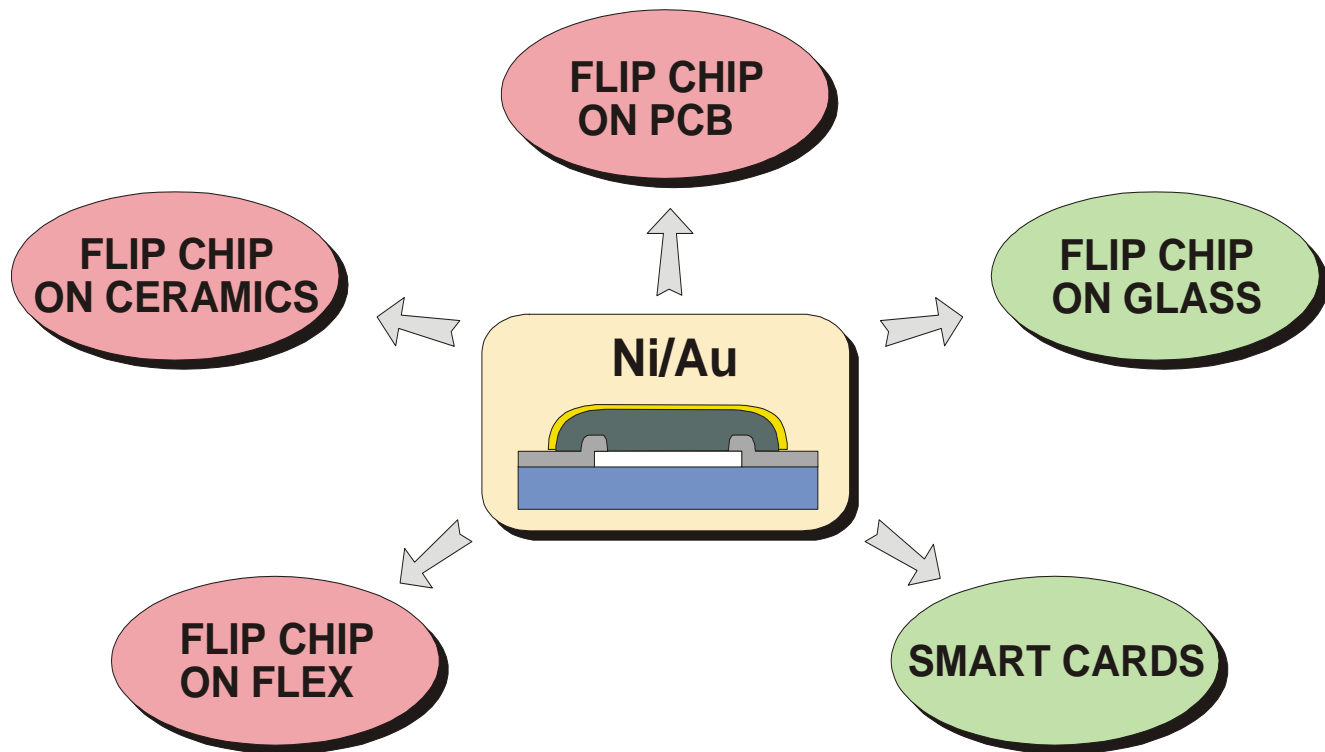 FLIP CHIP
ON PCB
FLIP CHIP
ON CERAMICS
FLIP CHIP
ON GLASS
Ni/Au
FLIP CHIP
ON FLEX
SMART CARDS